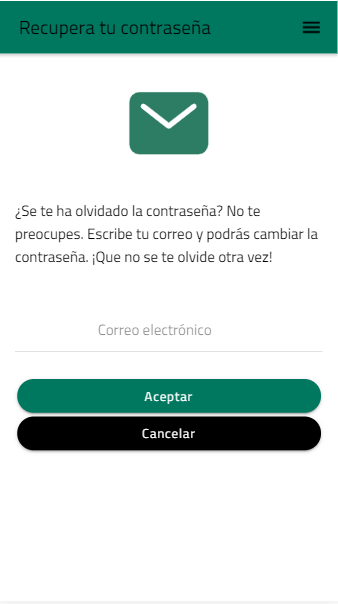 Recupera tu contraseña
¿Se te ha olvidado la contraseña? No te
preocupes. Escribe tu correo y podrás cambiar la
contraseña. ¡Que no se te olvide otra vez!
Correo electrónico
Aceptar
Cancelar